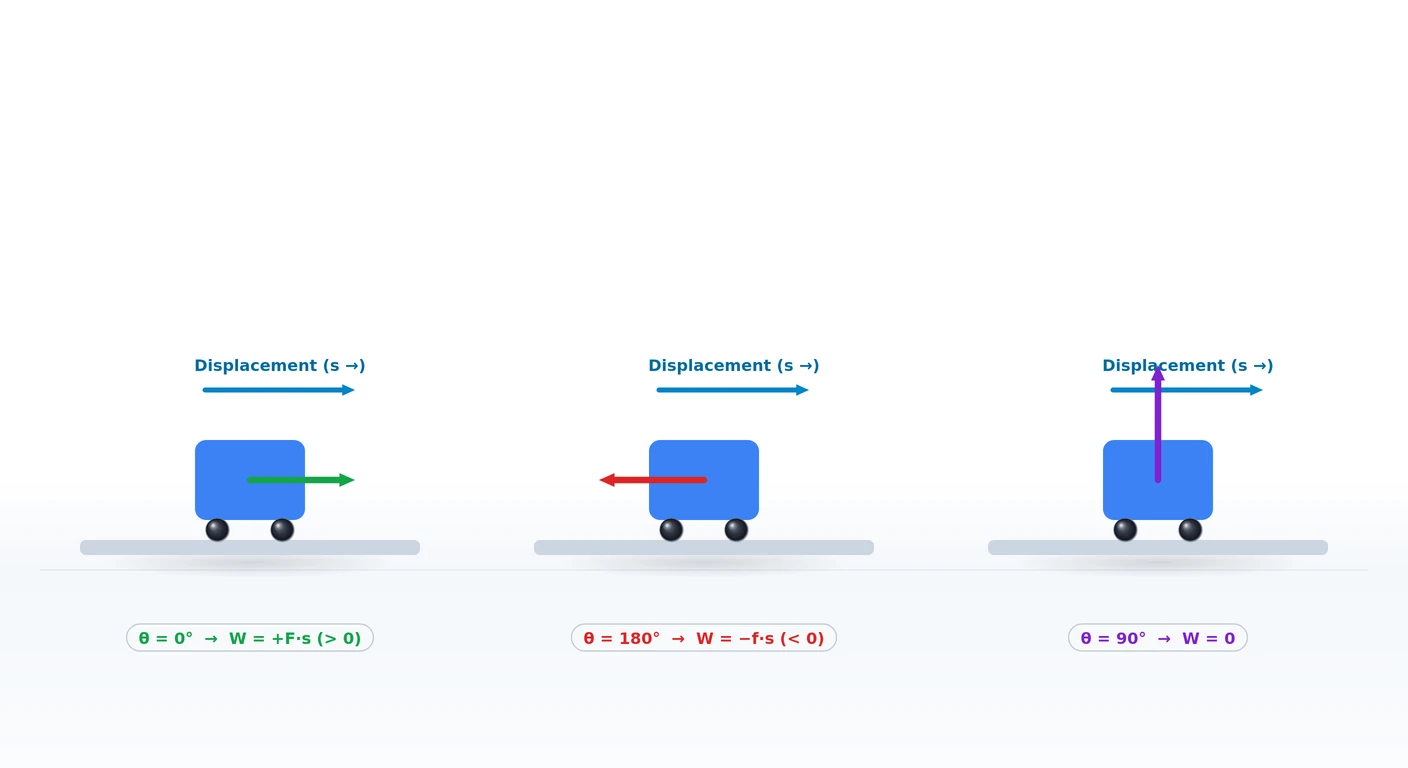 Displacement (s →)
Displacement (s →)
Displacement (s →)
θ = 0° → W = +F·s (> 0)
θ = 180° → W = −f·s (< 0)
θ = 90° → W = 0